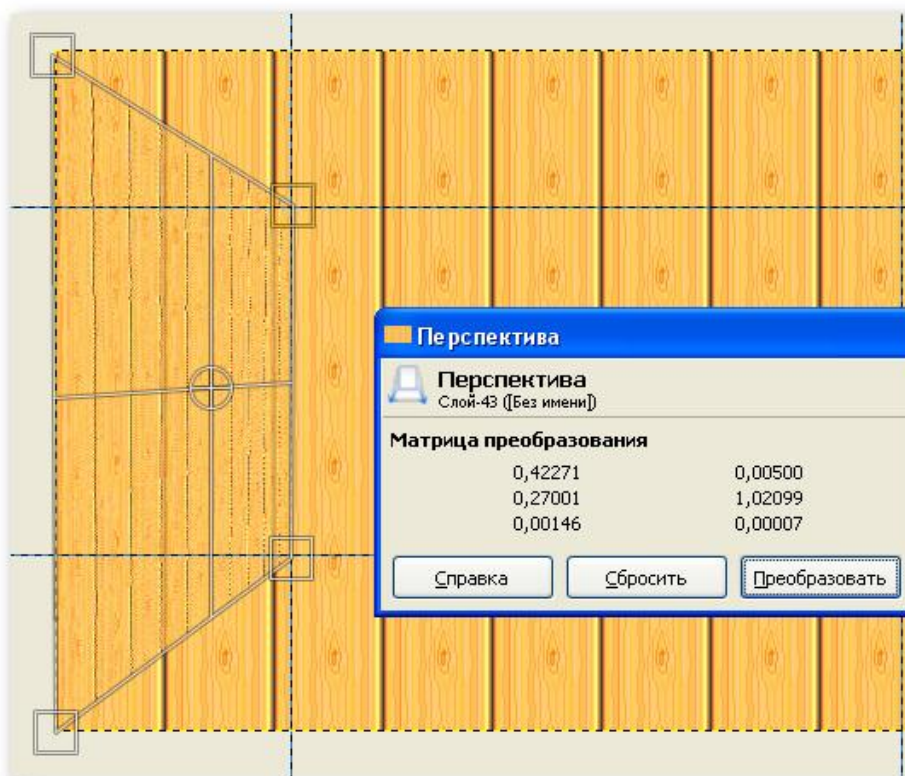 Перспектива
Перспектива
Слой-43 ([Без имени])
Матрица преобразования
0,42271 0,00500
0,27001 1,02099
0,00146 0,00007
Справка Сбросить Преобразовать